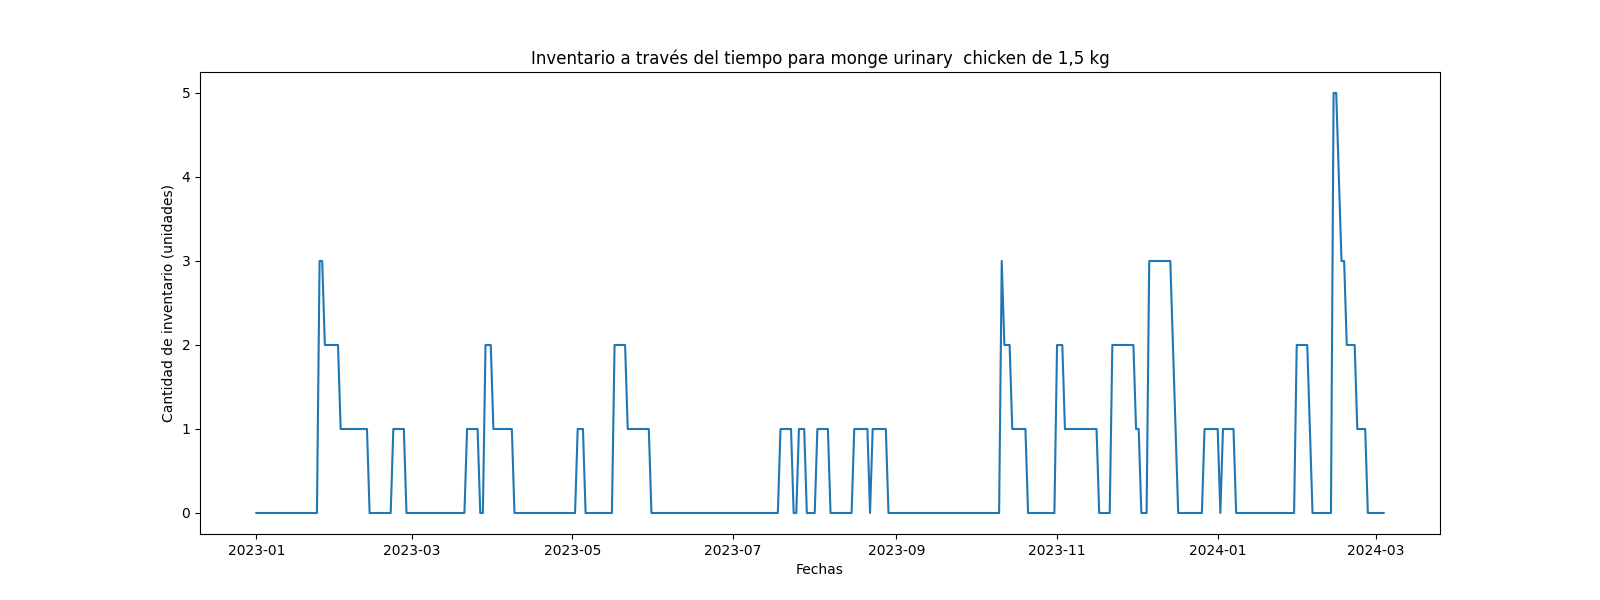 Inventario a través del tiempo para monge urinary  chicken de 1,5 kg
Cantidad de inventario (unidades)
5
4
3
2
1
0
2023-01 2023-03 2023-05 2023-07 2023-09 2023-11 2024-01 2024-03
Fechas